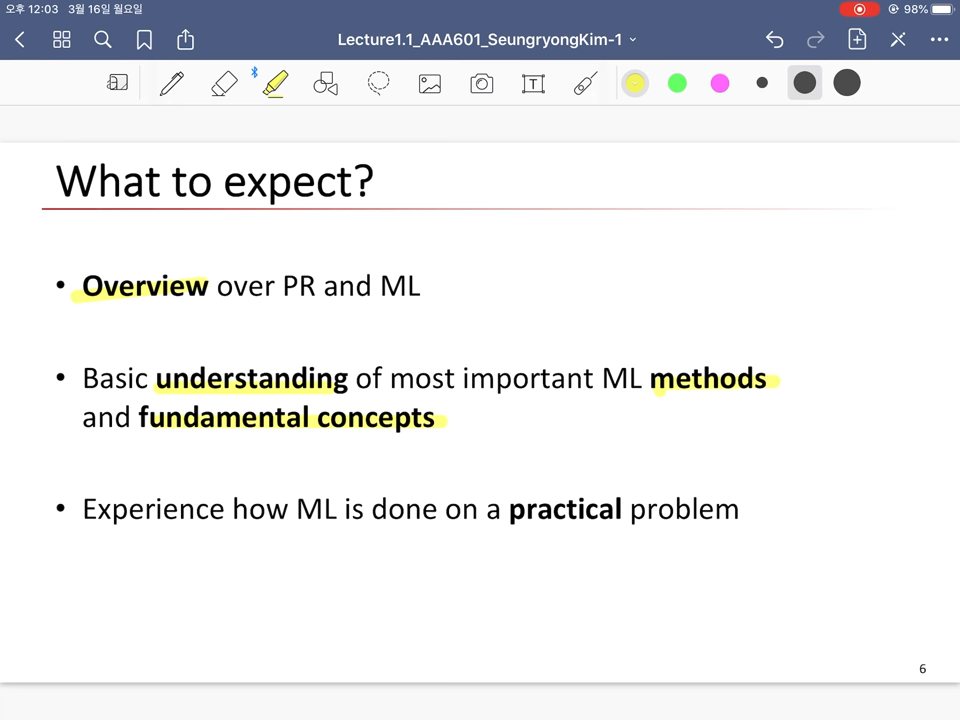 오후 12:03 3월 16일 월요일
98%
Lecture1.1_AAA601_SeungryongKim-1
T
What to expect?
• Overview over PR and ML
• Basic understanding of most important ML methods
and fundamental concepts
• Experience how ML is done on a practical problem
6